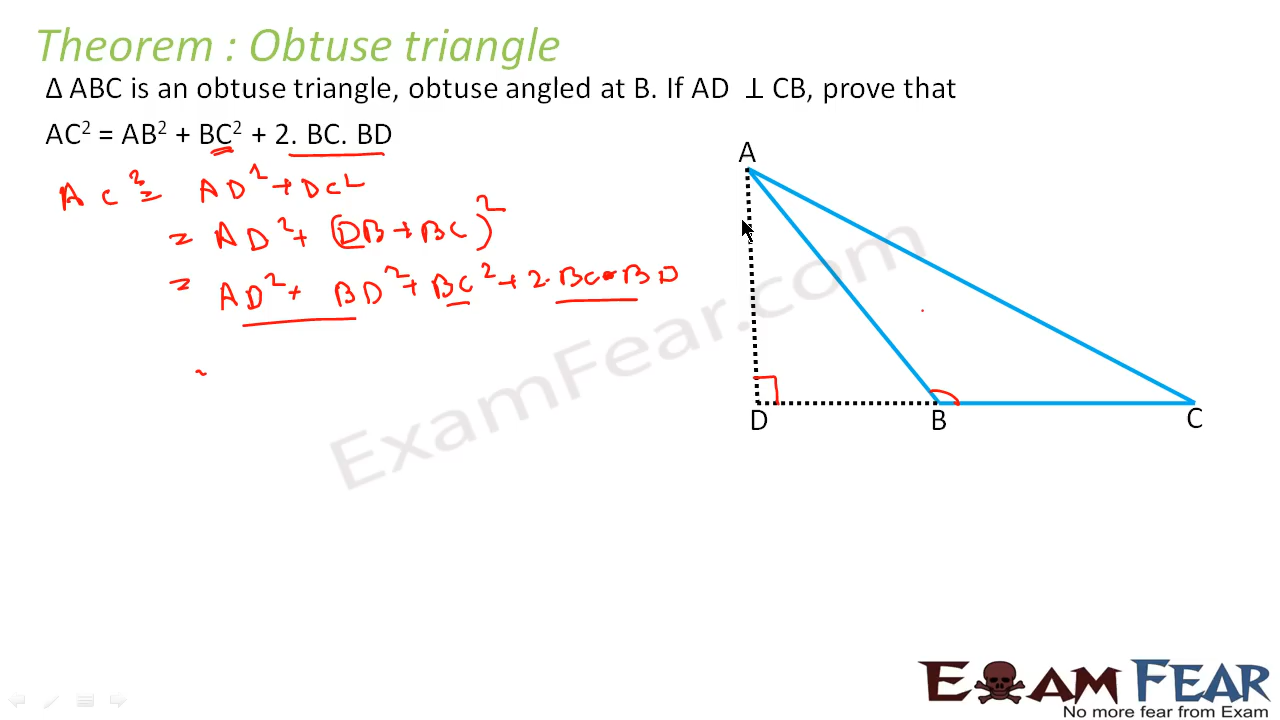 Theorem : Obtuse triangle
Δ ABC is an obtuse triangle, obtuse angled at B. If AD ⊥ CB, prove that
AC² = AB² + BC² + 2. BC. BD
AC² = AD² + DC²
= AD² + (DB + BC)²
= AD² + BD² + BC² + 2. BC. BD
A
D
B
C
ExamFear.com
EXAM FEAR
No more fear from Exam